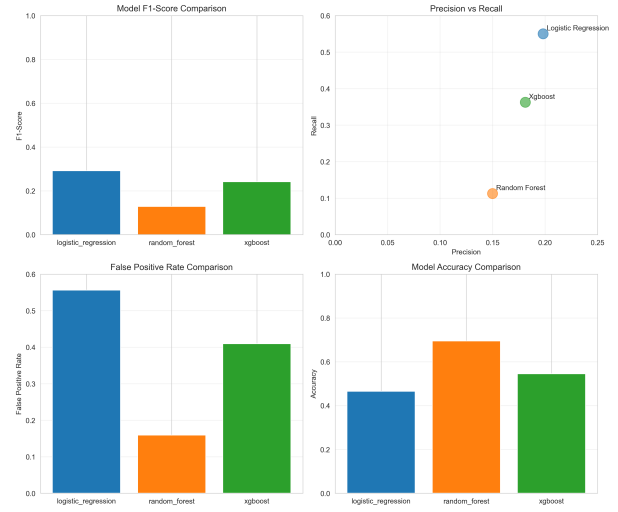 Model F1-Score Comparison
1.0
0.8
0.6
0.4
0.2
0.0
F1-Score
logistic_regression random_forest xgboost
Precision vs Recall
0.6
0.5
0.4
0.3
0.2
0.1
0.0
Recall
Logistic Regression
Xgboost
Random Forest
0.00 0.05 0.10 0.15 0.20 0.25
Precision
False Positive Rate Comparison
0.6
0.5
0.4
0.3
0.2
0.1
0.0
False Positive Rate
logistic_regression random_forest xgboost
Model Accuracy Comparison
1.0
0.8
0.6
0.4
0.2
0.0
Accuracy
logistic_regression random_forest xgboost